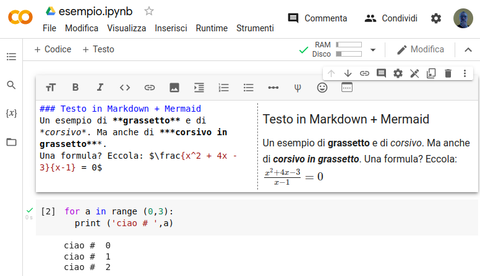 esempio.ipynb
Commenta
Condividi
File Modifica Visualizza Inserisci Runtime Strumenti
+ Codice + Testo
RAM
Disco
Modifica
### Testo in Markdown + Mermaid
Un esempio di **grassetto** e di
*corsivo*. Ma anche di ***corsivo in
grassetto***.
Una formula? Eccola: $\frac{x^2 + 4x -
3}{x-1} = 0$
Testo in Markdown + Mermaid
Un esempio di grassetto e di corsivo. Ma anche
di corsivo in grassetto. Una formula? Eccola:
x²+4x−3
x−1
= 0
[2] for a in range (0,3):
print ('ciao # ',a)
ciao # 0
ciao # 1
ciao # 2